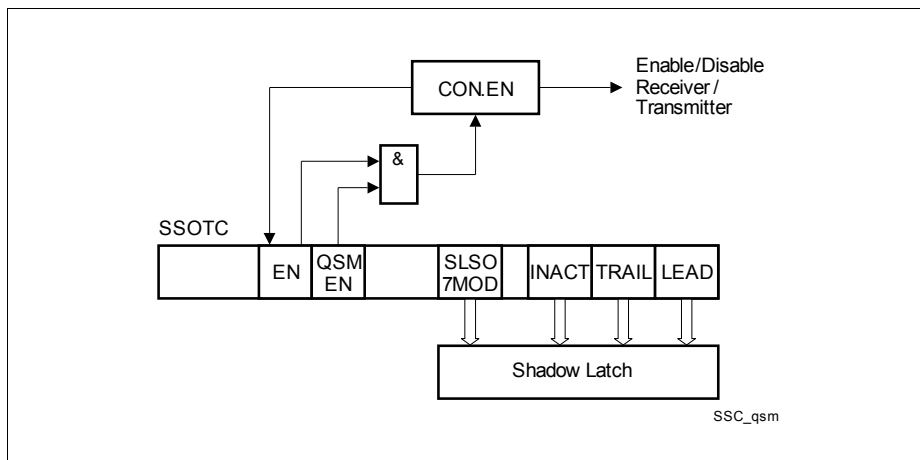 Enable/Disable
Receiver /
Transmitter
CON.EN
&
SSOTC
EN
QSM
EN
SLSO
7MOD
INACT
TRAIL
LEAD
Shadow Latch
SSC_qsm